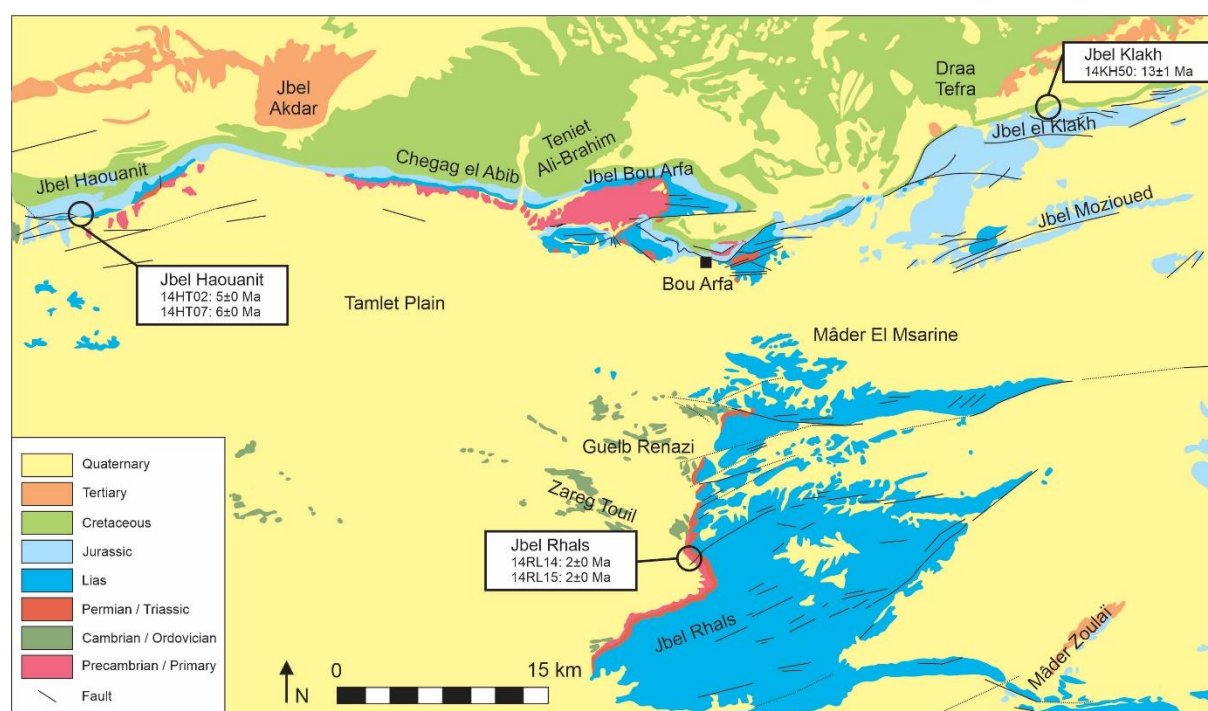 Jbel Klakh
14KH50: 13±1 Ma
Draa
Tefra
Jbel
Akdar
Teniet
Ali-Brahim
Jbel el Klakh
Chegag el Abib
Jbel Bou Arfa
Jbel Haouanit
Jbel Mozioued
Jbel Haouanit
14HT02: 5±0 Ma
14HT07: 6±0 Ma
Bou Arfa
Tamlet Plain
Mâder El Msarine
Guelb Renazi
Zareg Touil
Jbel Rhals
14RL14: 2±0 Ma
14RL15: 2±0 Ma
Jbel Rhals
Mâder Zoulaï
Quaternary
Tertiary
Cretaceous
Jurassic
Lias
Permian / Triassic
Cambrian / Ordovician
Precambrian / Primary
Fault
N
0 15 km